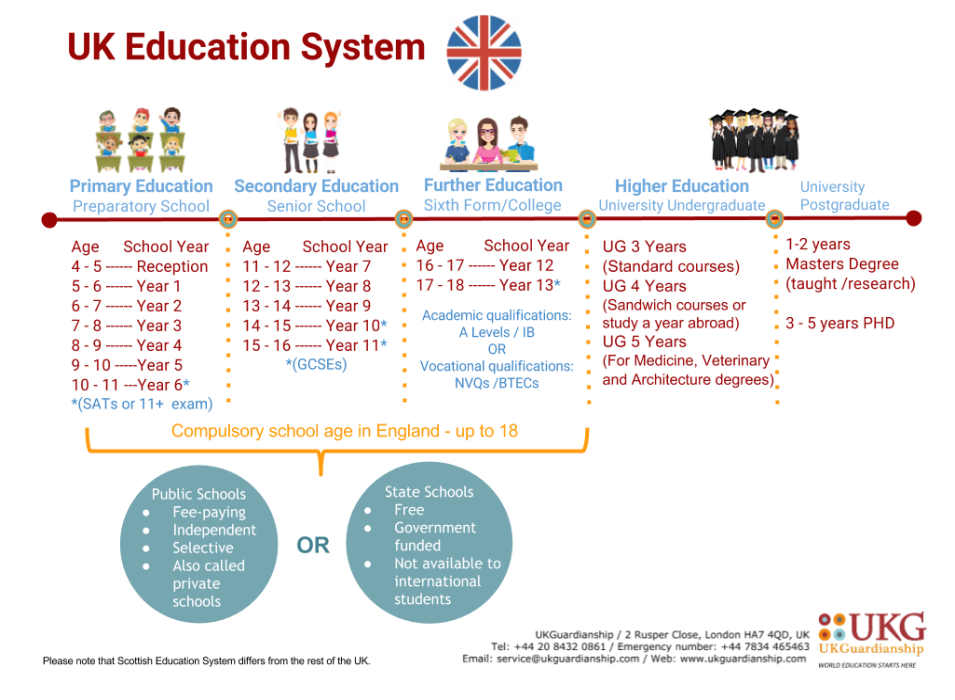 UK Education System
Primary Education
Preparatory School
Age School Year
4 - 5 ------ Reception
5 - 6 ------ Year 1
6 - 7 ------ Year 2
7 - 8 ------ Year 3
8 - 9 ------ Year 4
9 - 10 -----Year 5
10 - 11 ---Year 6*
*(SATs or 11+ exam)
Secondary Education
Senior School
Age School Year
11 - 12 ------ Year 7
12 - 13 ------ Year 8
13 - 14 ------ Year 9
14 - 15 ------ Year 10*
15 - 16 ------ Year 11*
*(GCSEs)
Further Education
Sixth Form/College
Age School Year
16 - 17 ------ Year 12
17 - 18 ------ Year 13*
Academic qualifications:
A Levels / IB
OR
Vocational qualifications:
NVQs /BTECs
Higher Education
University Undergraduate
UG 3 Years
(Standard courses)
UG 4 Years
(Sandwich courses or
study a year abroad)
UG 5 Years
(For Medicine, Veterinary
and Architecture degrees)
University
Postgraduate
1-2 years
Masters Degree
(taught /research)
3 - 5 years PHD
Compulsory school age in England - up to 18
Public Schools
● Fee-paying
● Independent
● Selective
● Also called
private
schools
OR
State Schools
● Free
● Government
funded
● Not available to
international
students
Please note that Scottish Education System differs from the rest of the UK.
UKGuardianship / 2 Rusper Close, London HA7 4QD, UK
Tel: +44 20 8432 0861 / Emergency number: +44 7834 465463
Email: service@ukguardianship.com / Web: www.ukguardianship.com
UKG
UKGuardianship
WORLD EDUCATION STARTS HERE